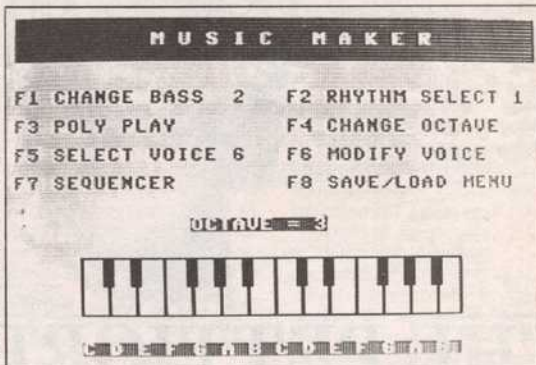 MUSIC MAKER
F1 CHANGE BASS 2 F2 RHYTHM SELECT 1
F3 POLY PLAY F4 CHANGE OCTAVE
F5 SELECT VOICE 6 F6 MODIFY VOICE
F7 SEQUENCER F8 SAVE/LOAD MENU
OCTAVE = 3
C D E F G A B C D E F G A B